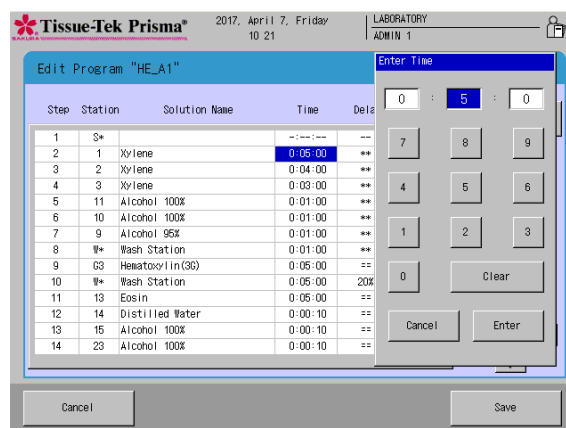 Tissue-Tek Prisma® 2017, April 7, Friday LABORATORY
SAKURA 10 21 ADMIN 1
Edit Program "HE_A1" Enter Time
0 : 5 : 0
Step Station Solution Name Time Dela
1 S* -:--:-- --
2 1 Xylene 0:05:00 **
3 2 Xylene 0:04:00 **
4 3 Xylene 0:03:00 **
5 11 Alcohol 100% 0:01:00 **
6 10 Alcohol 100% 0:01:00 **
7 9 Alcohol 95% 0:01:00 **
8 W* Wash Station 0:01:00 **
9 G3 Hematoxylin(3G) 0:05:00 ==
10 W* Wash Station 0:05:00 20%
11 13 Eosin 0:05:00 ==
12 14 Distilled Water 0:00:10 ==
13 15 Alcohol 100% 0:00:10 ==
14 23 Alcohol 100% 0:00:10 ==
7 8 9
4 5 6
1 2 3
0 Clear
Cancel Enter
Cancel Save